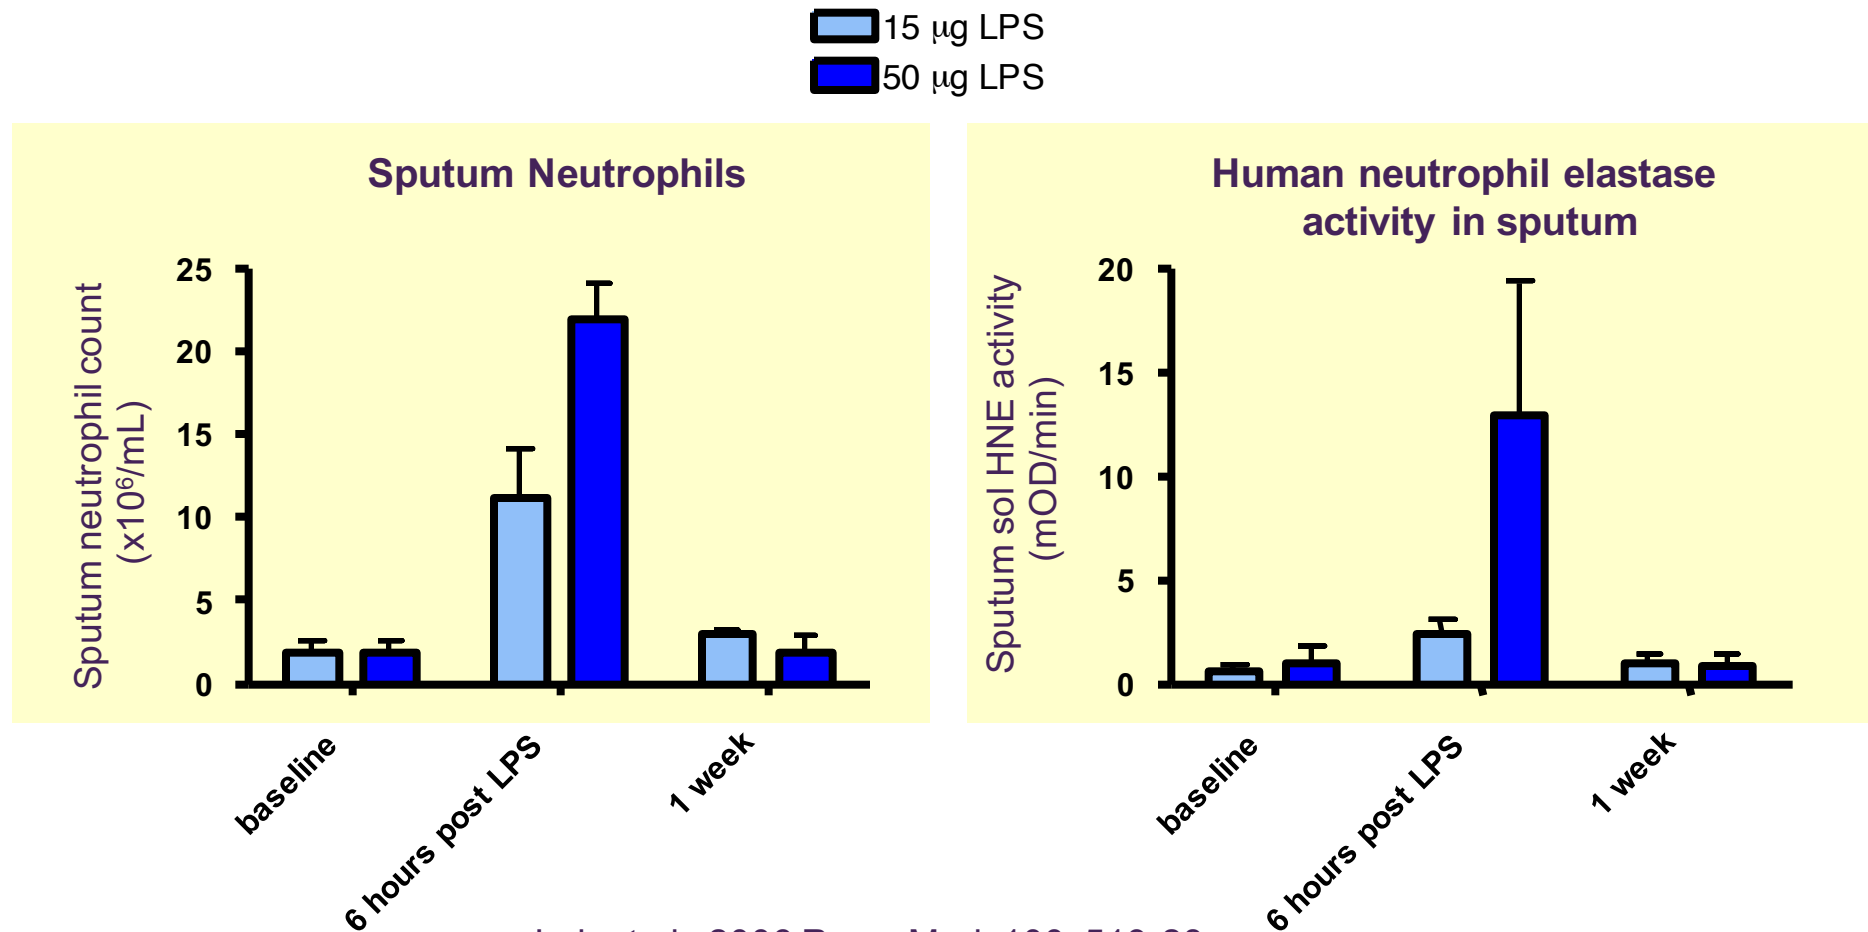 15 μg LPS
50 μg LPS
Sputum Neutrophils
Sputum neutrophil count
(x10⁶/mL)
25
20
15
10
5
0
baseline
6 hours post LPS
1 week
Human neutrophil elastase
activity in sputum
Sputum sol HNE activity
(mOD/min)
20
15
10
5
0
baseline
6 hours post LPS
1 week